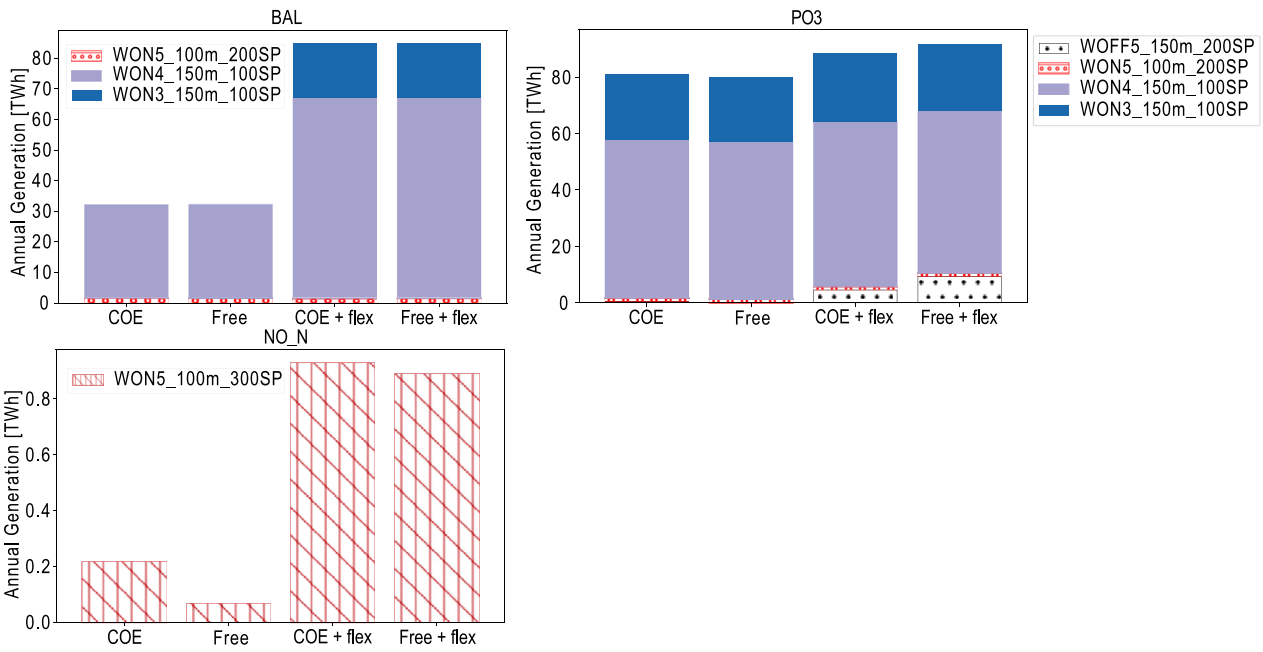 BAL
Annual Generation [TWh]
80
70
60
50
40
30
20
10
0
WON5_100m_200SP
WON4_150m_100SP
WON3_150m_100SP
COE Free COE + flex Free + flex
PO3
Annual Generation [TWh]
80
60
40
20
0
COE Free COE + flex Free + flex
WOFF5_150m_200SP
WON5_100m_200SP
WON4_150m_100SP
WON3_150m_100SP
NO_N
Annual Generation [TWh]
0.8
0.6
0.4
0.2
0.0
WON5_100m_300SP
COE Free COE + flex Free + flex